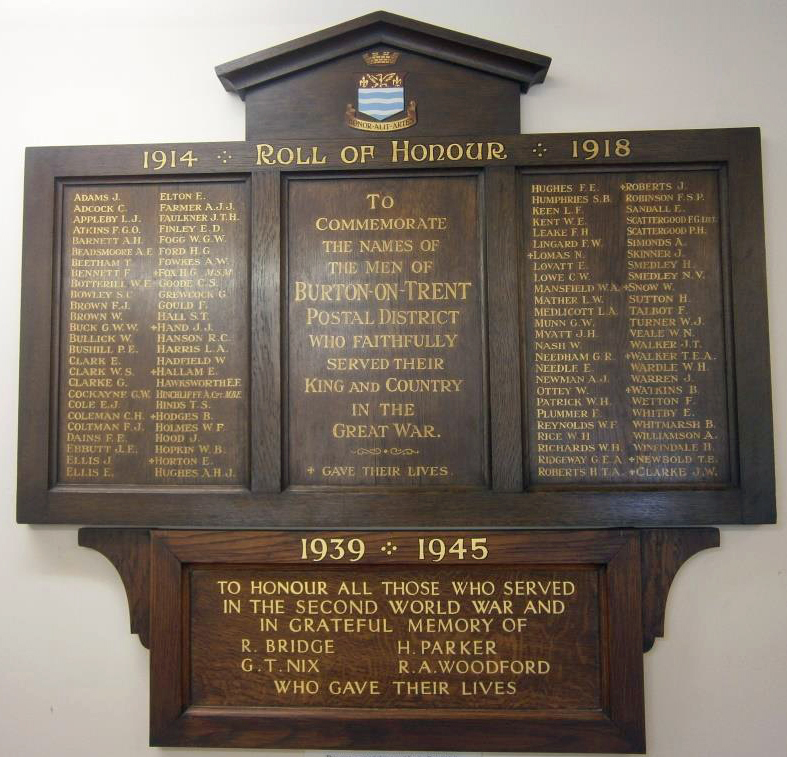 HONOR·ALIT·ARTES
1914 ROLL OF HONOUR 1918
ADAMS J.
ADCOCK C.
APPLEBY L.J.
ATKINS F.G.O.
BARNETT A.H.
BEADSMOORE A.E
BEETHAM T.
BENNETT F.
BOTTERILL W.E
BOWLEY S.C
BROWN F.J.
BROWN W.
BUCK G.W.W.
BULLICK W.
BUSHILL P.E.
CLARK E.
CLARK W.S.
CLARKE G.
COCKAYNE G.W.
COLE E.J
COLEMAN C.H.
COLTMAN F.J.
DAINS F.E.
EBBUTT J.E.
ELLIS J
ELLIS E.
ELTON E.
FARMER A.J.J.
FAULKNER J.T.H.
FINLEY E.D.
FOGG W.G.W.
FORD H.G
FOWKES A.W.
+FOX H.G. M.S.M
GOODE C.S.
GREWCOCK G.
GOULD F.
HALL S.T.
+HAND J.J.
HANSON R.C.
HARRIS L.A.
HADFIELD W
+HALLAM E.
HAWKSWORTH E.F.
HINCHLIFFE A. CPT. M.B.E.
HINDS T.S.
+HODGES B.
HOLMES W.F.
HOOD J.
HOPKIN W.B.
+HORTON E.
HUGHES A.H.J.
TO
COMMEMORATE
THE NAMES OF
THE MEN OF
BURTON-ON-TRENT
POSTAL DISTRICT
WHO FAITHFULLY
SERVED THEIR
KING AND COUNTRY
IN THE
GREAT WAR.
+ GAVE THEIR LIVES.
HUGHES F.E.
HUMPHRIES S.B.
KEEN L.F.
KENT W.E.
LEAKE F.H
LINGARD F.W.
+LOMAS N.
LOVATT E.
LOWE C.W.
MANSFIELD W.A.
MATHER L.W.
MEDLICOTT L.A.
MUNN G.W.
MYATT J.H.
NASH W.
NEEDHAM G.R.
NEEDLE E.
NEWMAN A.J.
OTTEY W.
PATRICK W.H.
PLUMMER E.
REYNOLDS W.F.
RICE W.H
RICHARDS W.H.
RIDGEWAY G.E.A
ROBERTS H.T.A.
+ROBERTS J.
ROBINSON F.S.P.
SANDALL E.
SCATTERGOOD F.G.
SCATTERGOOD P.H.
SIMONDS A.
SKINNER J.
SMEDLEY H.
SMEDLEY N.V.
+SNOW W.
SUTTON H.
TALBOT F.
TURNER W.J.
VEALE W.N.
WALKER J.T.
+WALKER T.E.A.
WARDLE W.H.
WARREN J.
+WATKINS B.
WETTON F.
WHITBY E.
WHITMARSH B.
WILLIAMSON A.
WINFINDALE H.
+NEWBOLD T.E.
+CLARKE J.W.
1939 1945
TO HONOUR ALL THOSE WHO SERVED
IN THE SECOND WORLD WAR AND
IN GRATEFUL MEMORY OF
R. BRIDGE H. PARKER
G.T. NIX R.A. WOODFORD
WHO GAVE THEIR LIVES